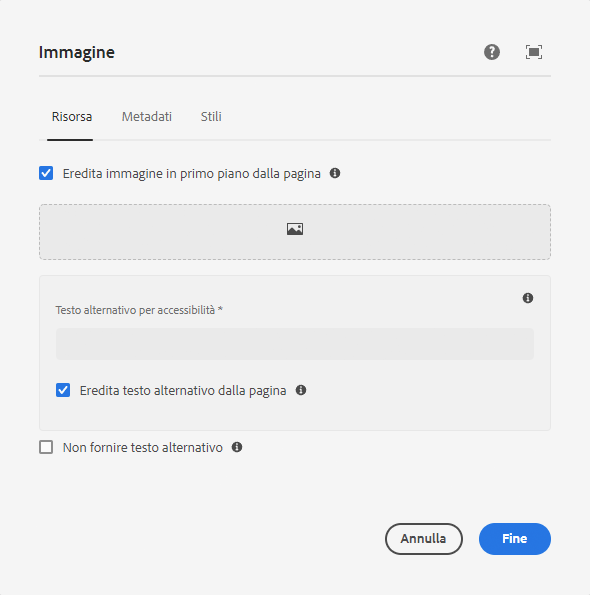 Immagine
Risorsa Metadati Stili
Eredita immagine in primo piano dalla pagina
Testo alternativo per accessibilità *
Eredita testo alternativo dalla pagina
Non fornire testo alternativo
Annulla Fine